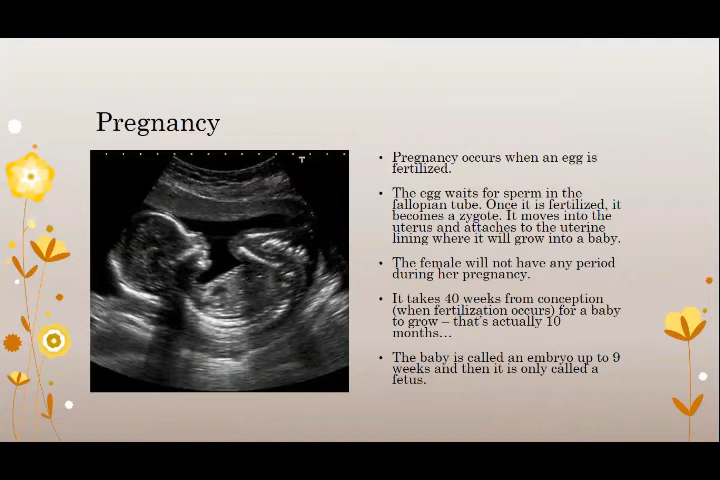 Pregnancy
• Pregnancy occurs when an egg is
fertilized.
• The egg waits for sperm in the
fallopian tube. Once it is fertilized, it
becomes a zygote. It moves into the
uterus and attaches to the uterine
lining where it will grow into a baby.
• The female will not have any period
during her pregnancy.
• It takes 40 weeks from conception
(when fertilization occurs) for a baby
to grow – that's actually 10
months…
• The baby is called an embryo up to 9
weeks and then it is only called a
fetus.